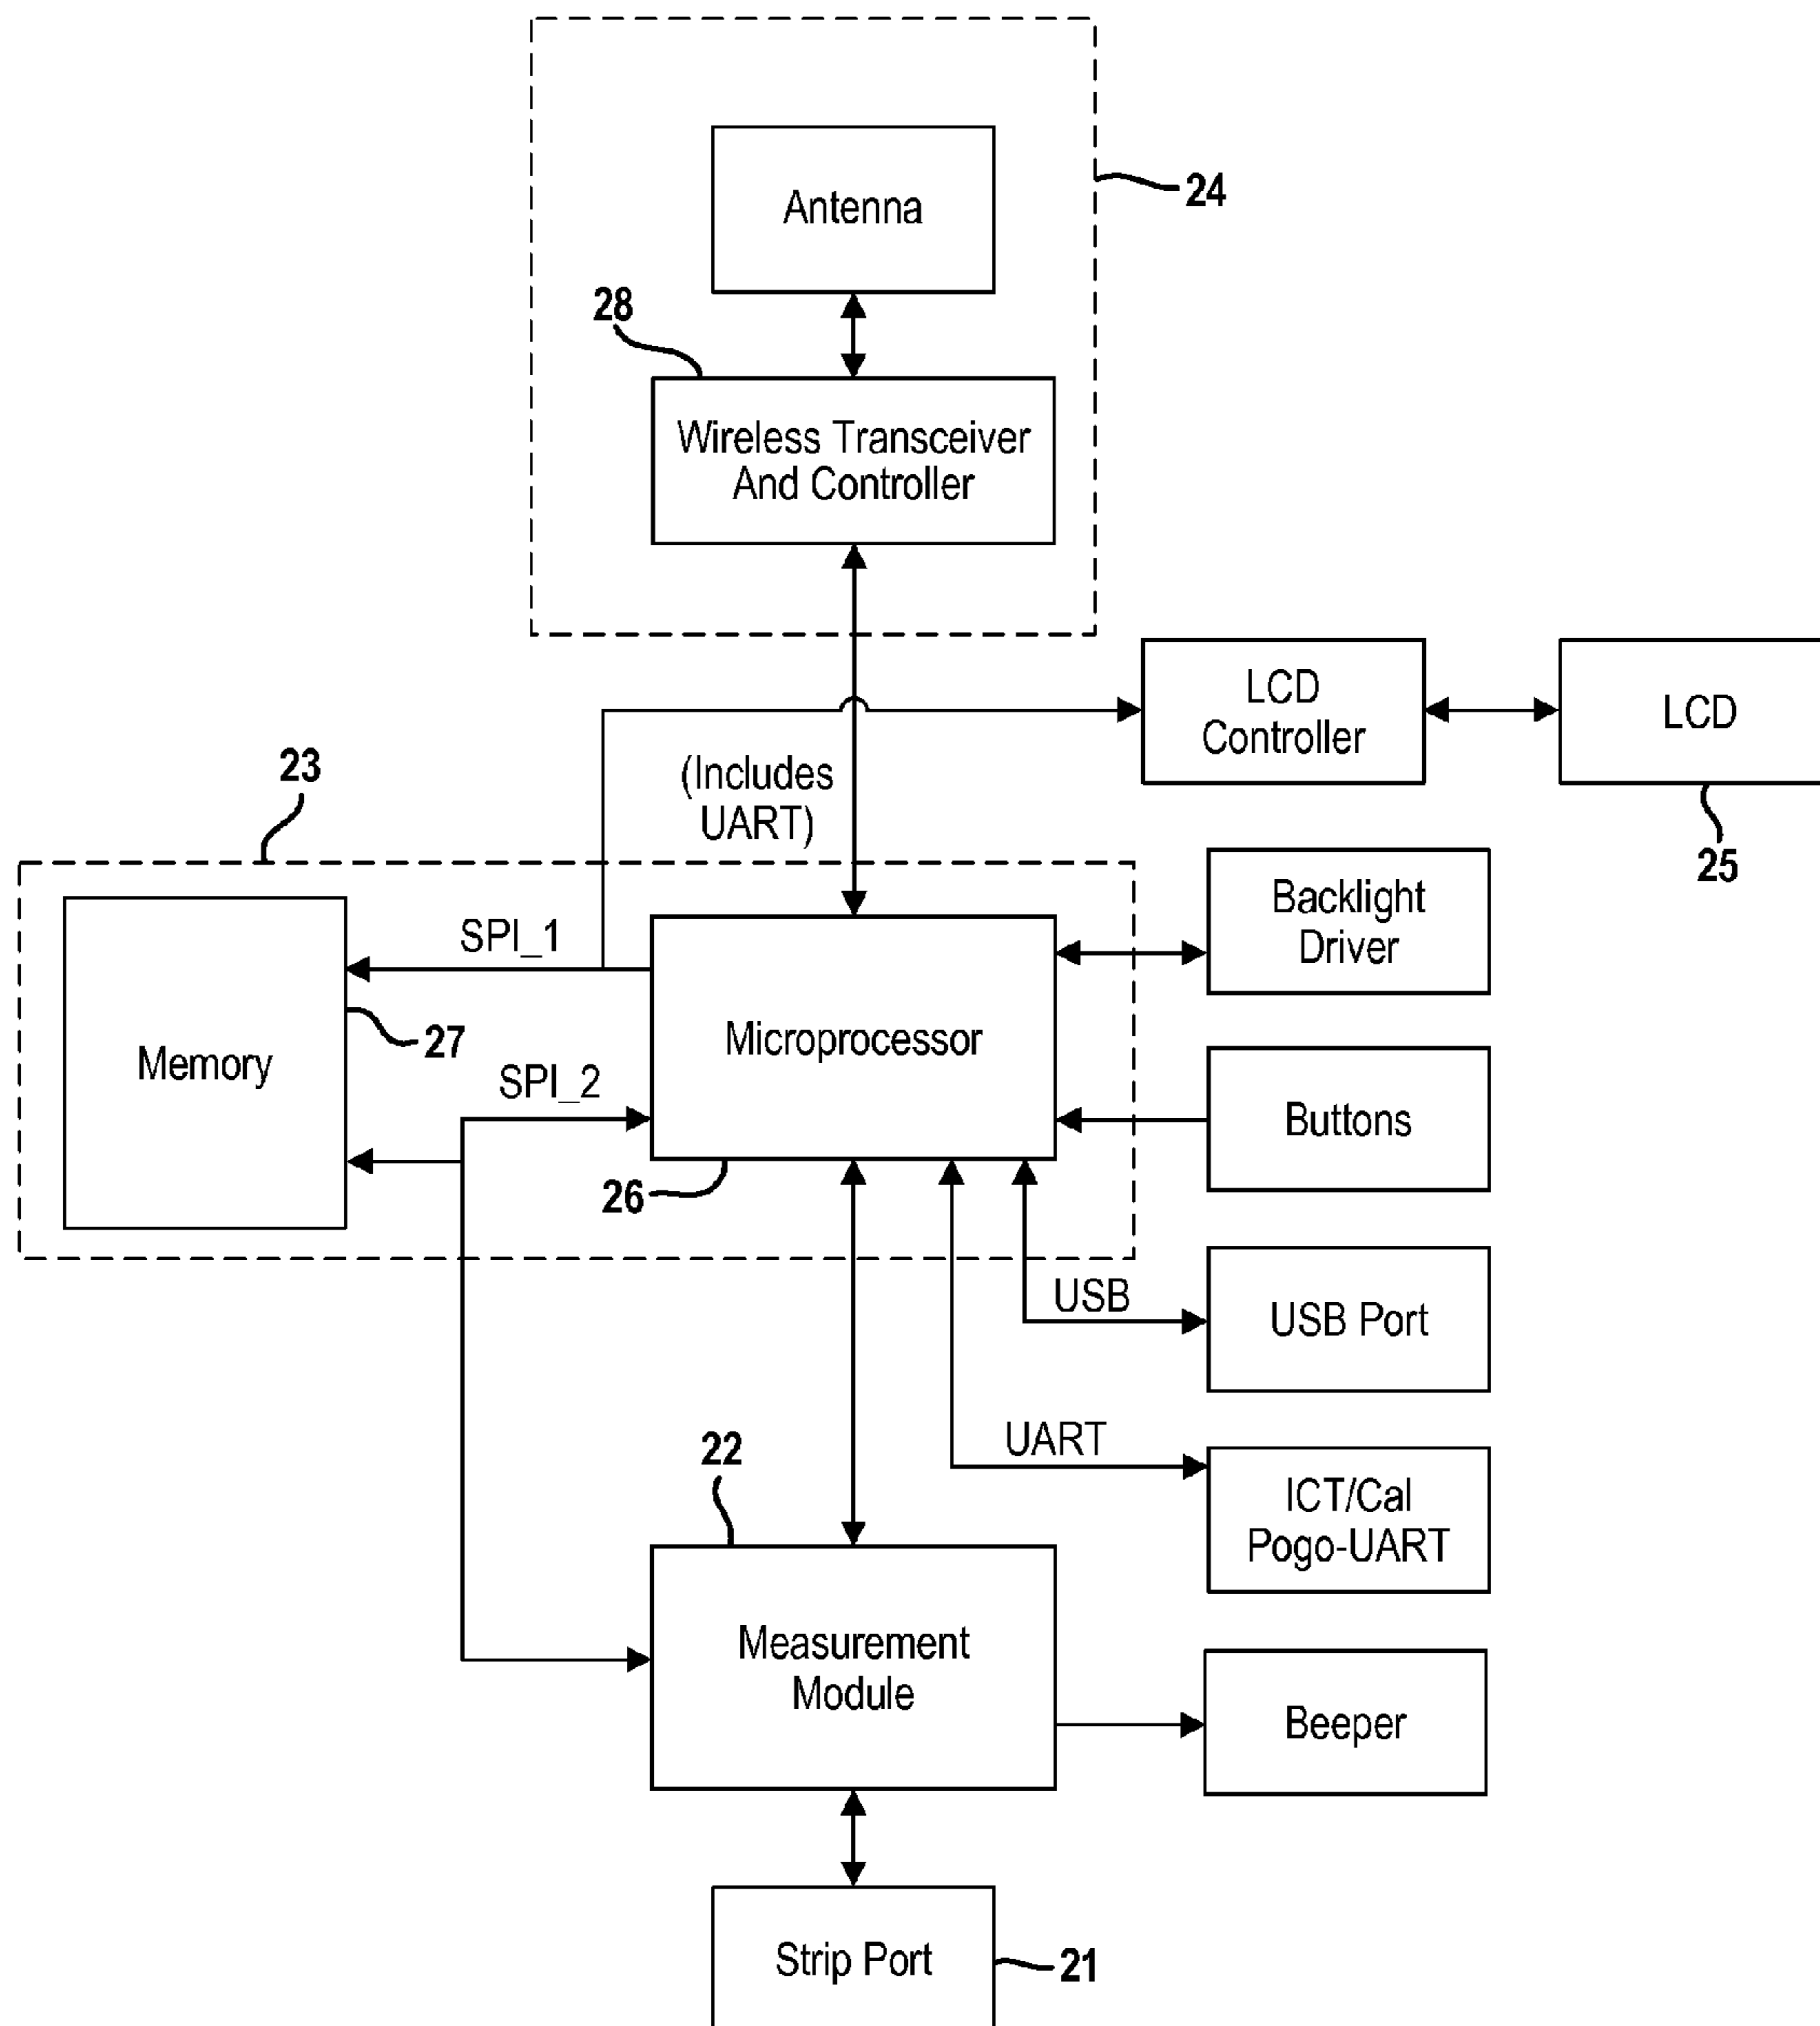 Antenna
24
28
Wireless Transceiver
And Controller
LCD
Controller
LCD
25
(Includes
UART)
23
Backlight
Driver
SPI_1
Microprocessor
Memory
27
SPI_2
Buttons
26
USB
USB Port
UART
ICT/Cal
Pogo-UART
22
Measurement
Module
Beeper
Strip Port
21